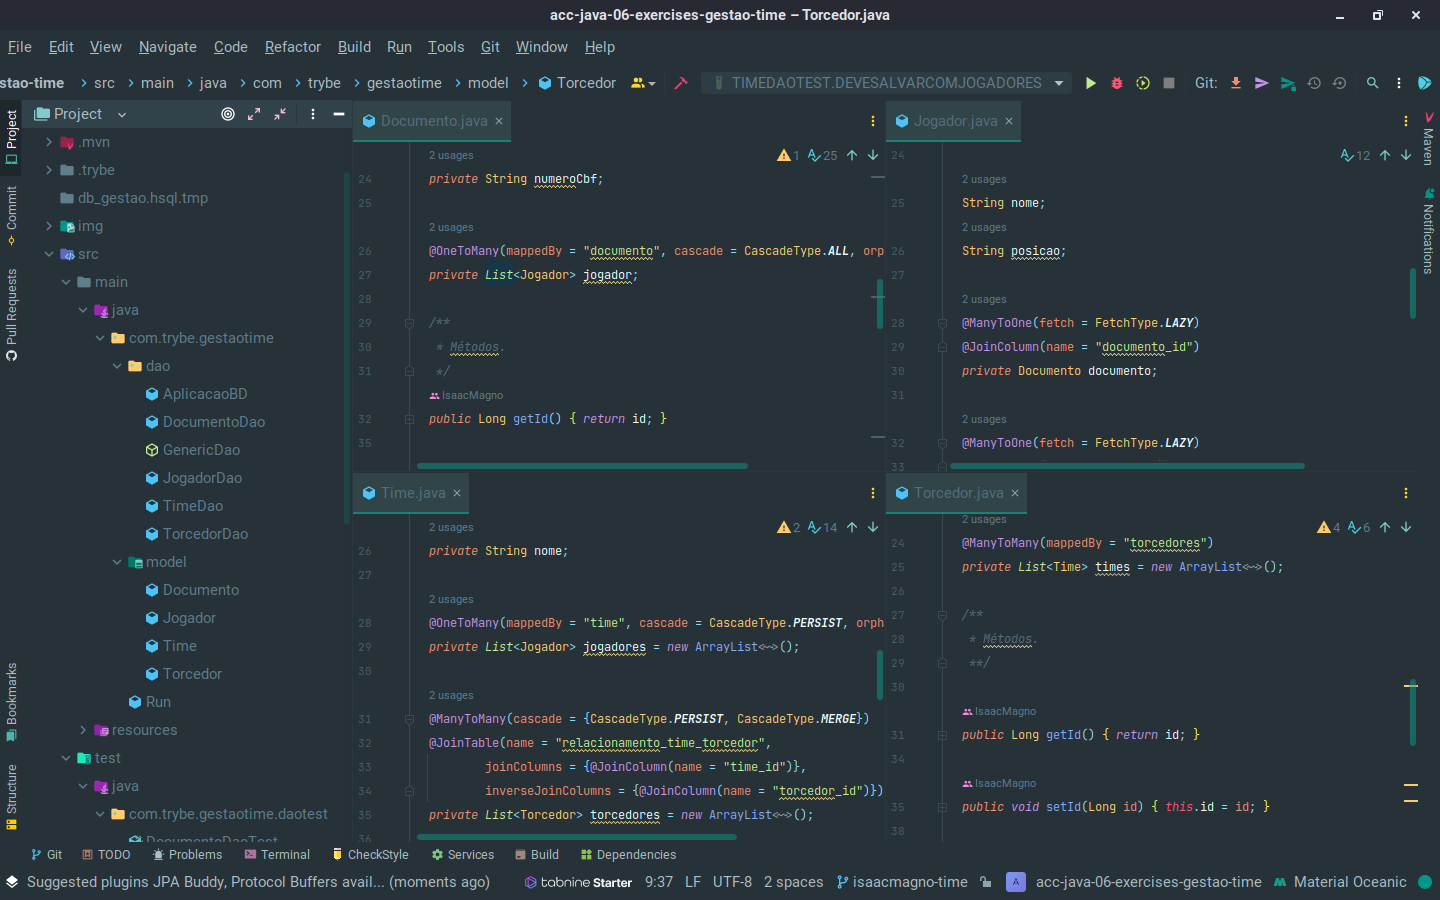 acc-java-06-exercises-gestao-time – Torcedor.java
File Edit View Navigate Code Refactor Build Run Tools Git Window Help
stao-time > src > main > java > com > trybe > gestaotime > model > Torcedor TIMEDAOTEST.DEVESALVARCOMJOGADORES Git:
Project
Commit
Pull Requests
Bookmarks
Structure
Project
.mvn
.trybe
db_gestao.hsql.tmp
img
src
main
java
com.trybe.gestaotime
dao
AplicacaoBD
DocumentoDao
GenericDao
JogadorDao
TimeDao
TorcedorDao
model
Documento
Jogador
Time
Torcedor
Run
resources
test
java
com.trybe.gestaotime.daotest
DocumentoDaoTest
Documento.java
1 25
2 usages
24 private String numeroCbf;
25
2 usages
26 @OneToMany(mappedBy = "documento", cascade = CascadeType.ALL, orp
27 private List<Jogador> jogador;
28
29 /**
30 * Métodos.
31 */
IsaacMagno
32 public Long getId() { return id; }
35
Jogador.java
24
12
2 usages
25 String nome;
2 usages
26 String posicao;
27
2 usages
28 @ManyToOne(fetch = FetchType.LAZY)
29 @JoinColumn(name = "documento_id")
30 private Documento documento;
31
2 usages
32 @ManyToOne(fetch = FetchType.LAZY)
33
Time.java
2 14
2 usages
26 private String nome;
27
2 usages
28 @OneToMany(mappedBy = "time", cascade = CascadeType.PERSIST, orph
29 private List<Jogador> jogadores = new ArrayList<~>();
30
2 usages
31 @ManyToMany(cascade = {CascadeType.PERSIST, CascadeType.MERGE})
32 @JoinTable(name = "relacionamento_time_torcedor",
33 joinColumns = {@JoinColumn(name = "time_id")},
34 inverseJoinColumns = {@JoinColumn(name = "torcedor_id")})
35 private List<Torcedor> torcedores = new ArrayList<~>();
36
Torcedor.java
4 6
2 usages
24 @ManyToMany(mappedBy = "torcedores")
25 private List<Time> times = new ArrayList<~>();
26
27 /**
28 * Métodos.
29 **/
30
IsaacMagno
31 public Long getId() { return id; }
34
IsaacMagno
35 public void setId(Long id) { this.id = id; }
38
Maven
Notifications
Git TODO Problems Terminal CheckStyle Services Build Dependencies
Suggested plugins JPA Buddy, Protocol Buffers avail... (moments ago) tabnine Starter 9:37 LF UTF-8 2 spaces isaacmagno-time A acc-java-06-exercises-gestao-time Material Oceanic